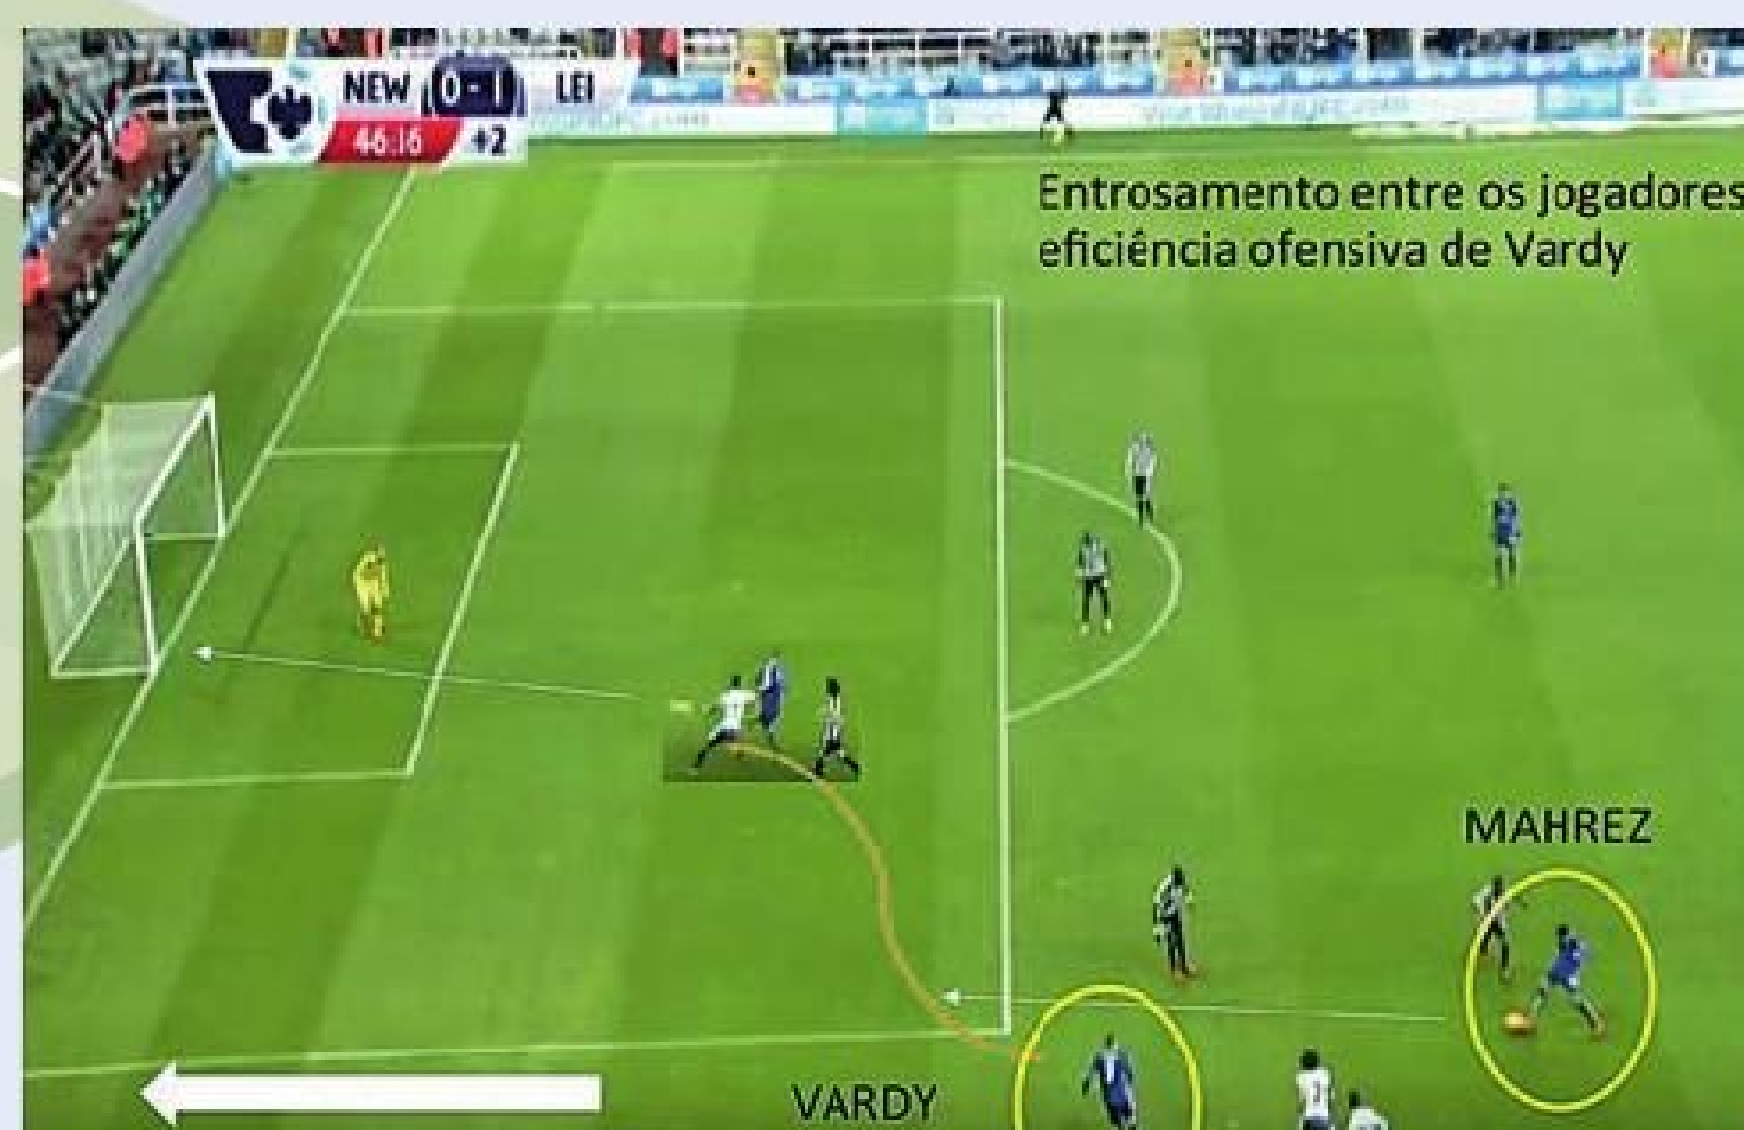 NEW 0-1 LEI
46:16 +2
Entrosamento entre os jogadores
eficiência ofensiva de Vardy
MAHREZ
VARDY